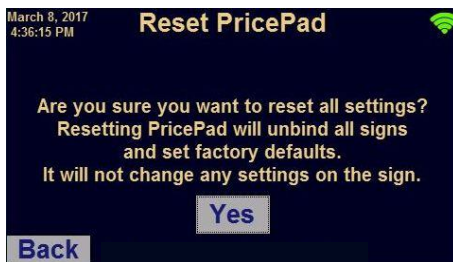 March 8, 2017
4:36:15 PM
Reset PricePad
Are you sure you want to reset all settings?
Resetting PricePad will unbind all signs
and set factory defaults.
It will not change any settings on the sign.
Yes
Back